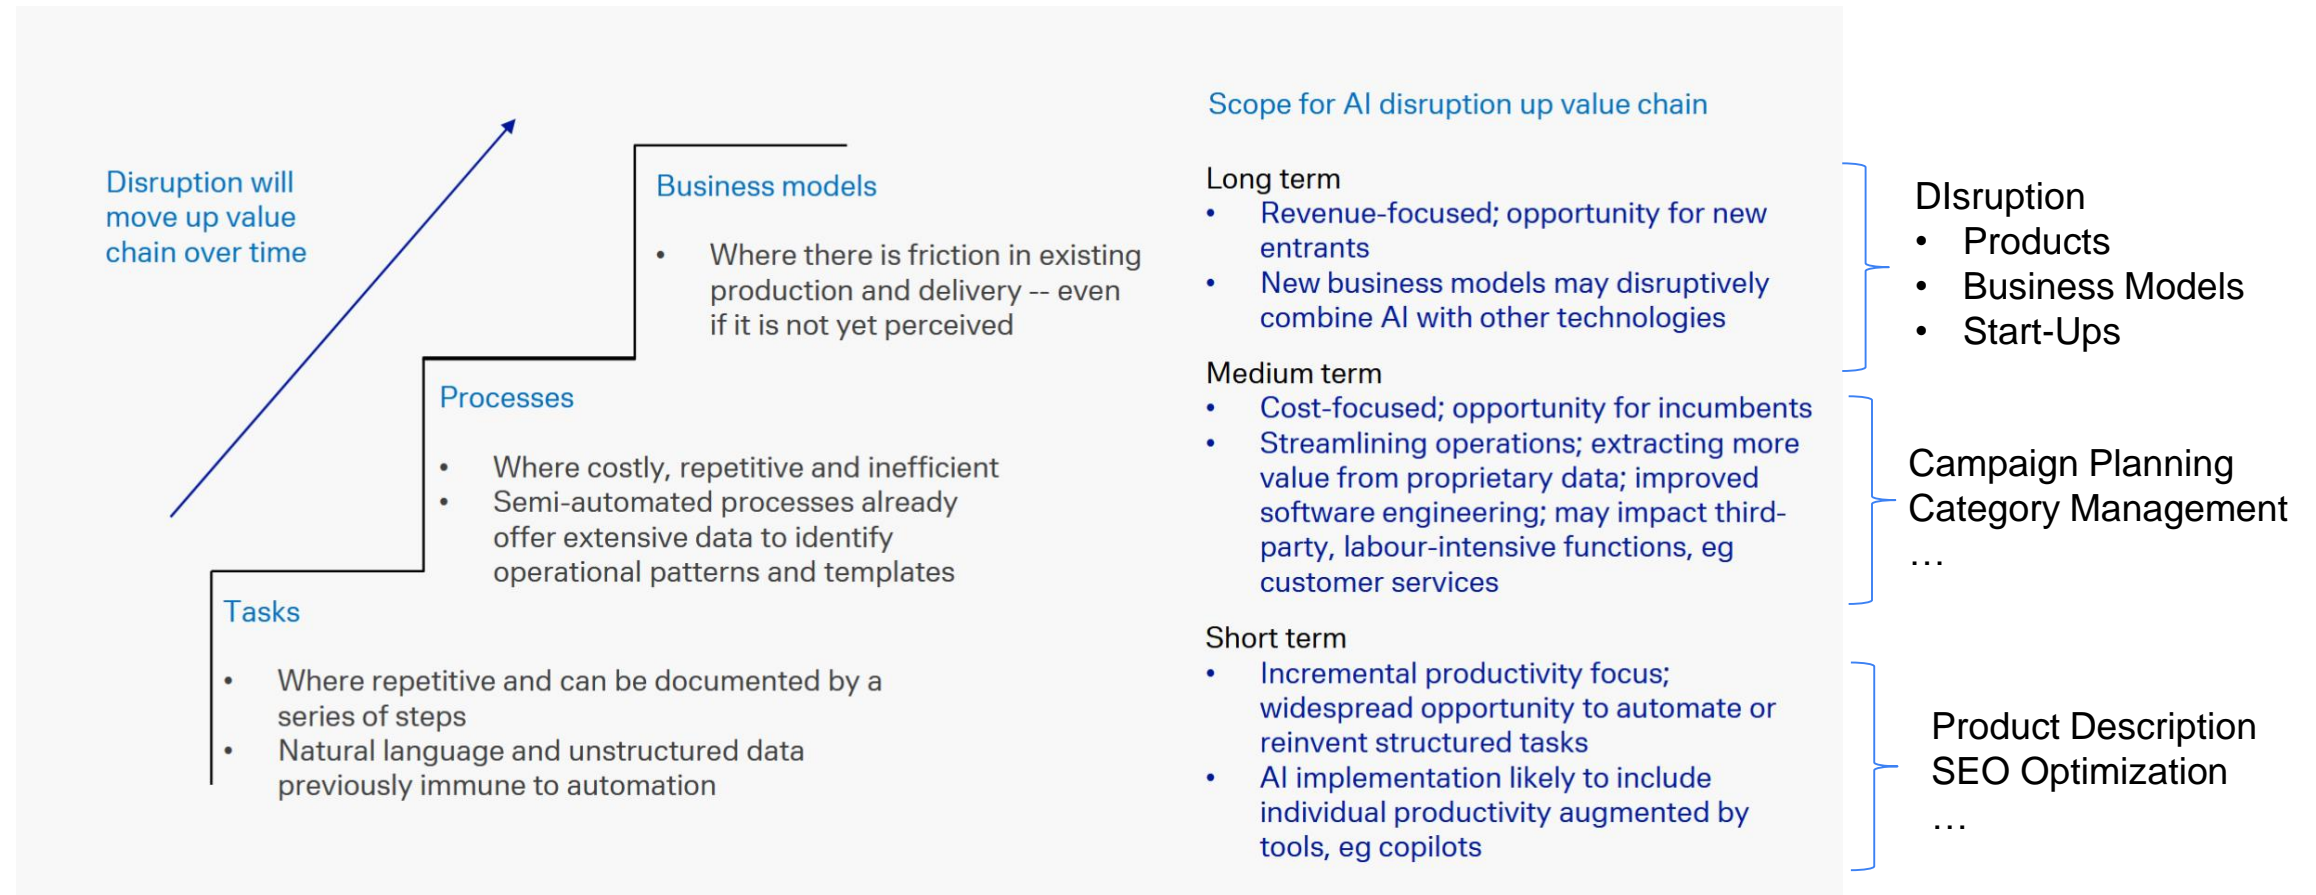 Disruption will
move up value
chain over time
Business models
• Where there is friction in existing
production and delivery -- even
if it is not yet perceived
Processes
• Where costly, repetitive and inefficient
• Semi-automated processes already
offer extensive data to identify
operational patterns and templates
Tasks
• Where repetitive and can be documented by a
series of steps
• Natural language and unstructured data
previously immune to automation
Scope for AI disruption up value chain
Long term
• Revenue-focused; opportunity for new
entrants
• New business models may disruptively
combine AI with other technologies
Medium term
• Cost-focused; opportunity for incumbents
• Streamlining operations; extracting more
value from proprietary data; improved
software engineering; may impact third-
party, labour-intensive functions, eg
customer services
Short term
• Incremental productivity focus;
widespread opportunity to automate or
reinvent structured tasks
• AI implementation likely to include
individual productivity augmented by
tools, eg copilots
DIsruption
• Products
• Business Models
• Start-Ups
Campaign Planning
Category Management
…
Product Description
SEO Optimization
…